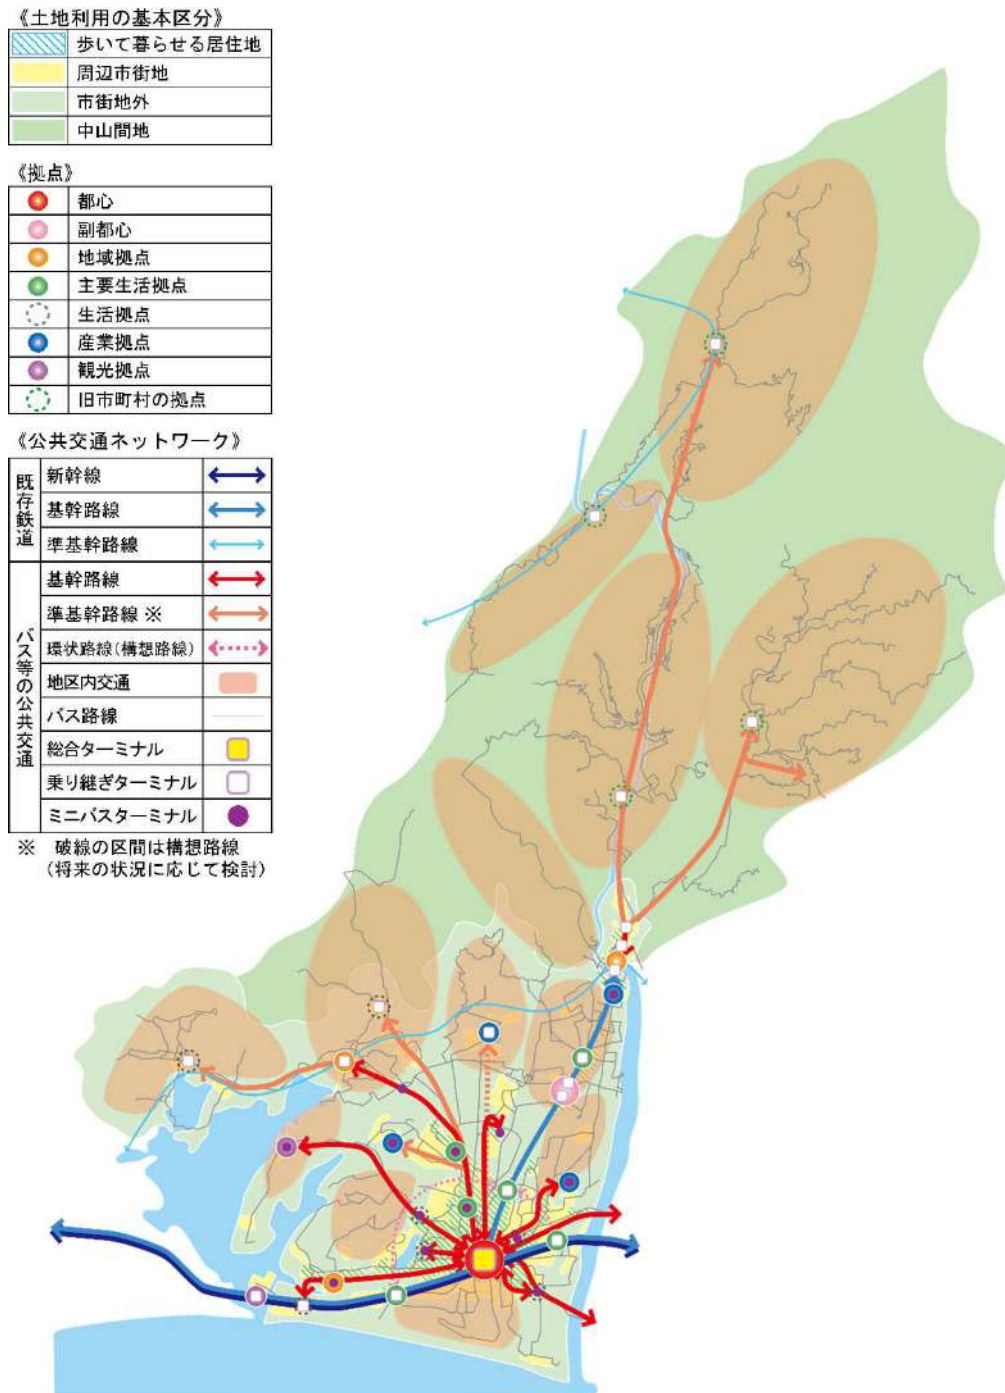 《土地利用の基本区分》
歩いて暮らせる居住地
周辺市街地
市街地外
中山間地
《拠点》
都心
副都心
地域拠点
主要生活拠点
生活拠点
産業拠点
観光拠点
旧市町村の拠点
《公共交通ネットワーク》
既存鉄道
新幹線
基幹路線
準基幹路線
バス等の公共交通
基幹路線
準基幹路線 ※
環状路線(構想路線)
地区内交通
バス路線
総合ターミナル
乗り継ぎターミナル
ミニバスターミナル
※ 破線の区間は構想路線
(将来の状況に応じて検討)